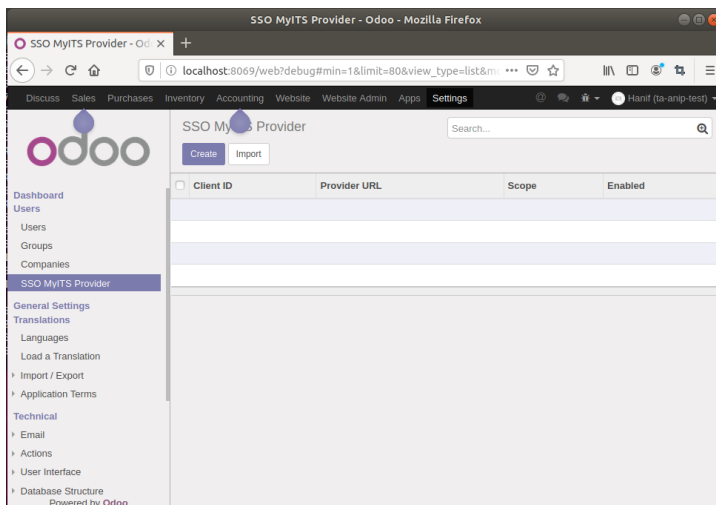 SSO MyITS Provider - Odoo - Mozilla Firefox
SSO MyITS Provider - Od
localhost:8069/web?debug#min=1&limit=80&view_type=list&m
Discuss Sales Purchases Inventory Accounting Website Website Admin Apps Settings Hanif (ta-anip-test)
odoo
SSO My Provider
Search...
Create Import
Client ID Provider URL Scope Enabled
Dashboard
Users
Users
Groups
Companies
SSO MyITS Provider
General Settings
Translations
Languages
Load a Translation
Import / Export
Application Terms
Technical
Email
Actions
User Interface
Database Structure
Powered by Odoo